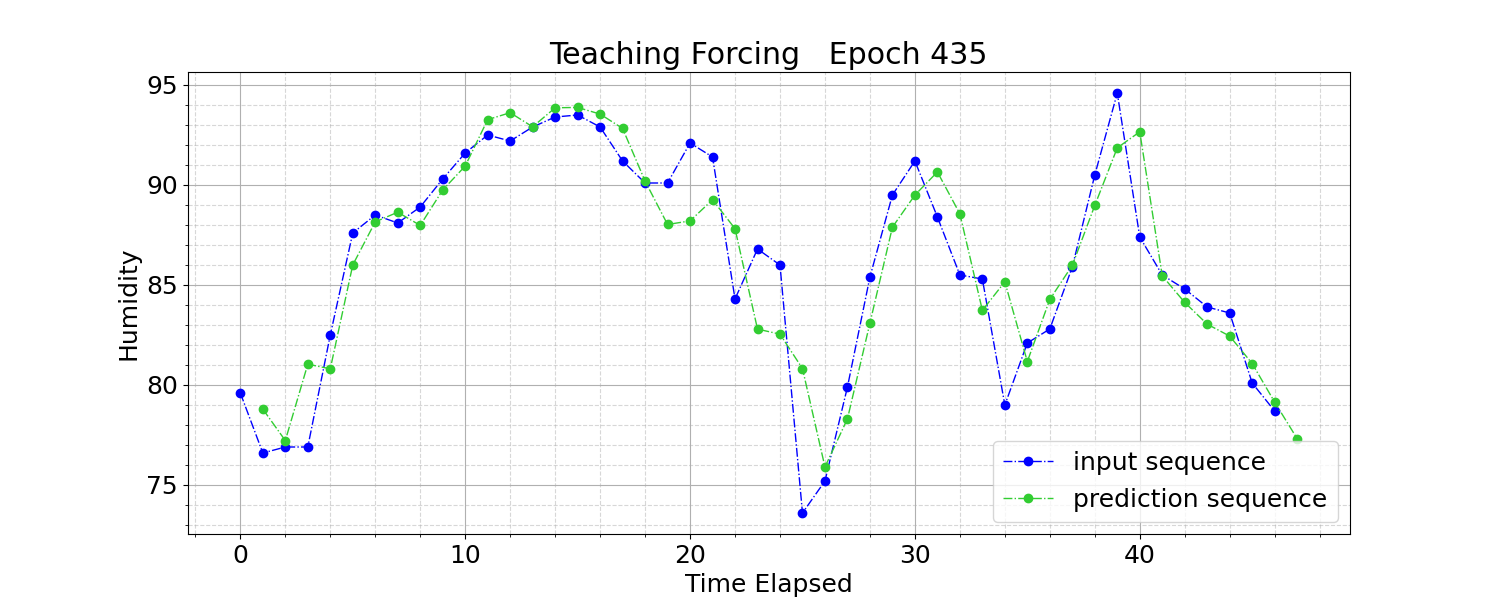 Teaching Forcing   Epoch 435
95
90
85
80
75
Humidity
0 10 20 30 40
Time Elapsed
input sequence
prediction sequence